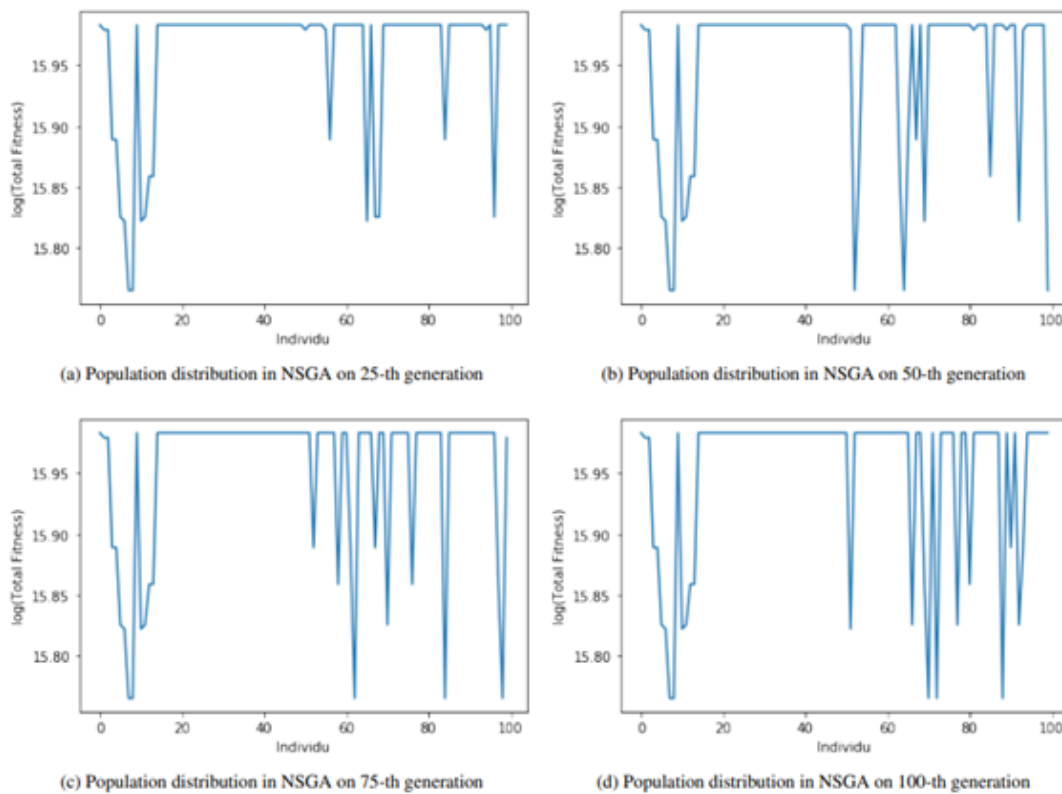 15.95
15.90
15.85
15.80
log(Total Fitness)
0 20 40 60 80 100
Individu
(a) Population distribution in NSGA on 25-th generation
15.95
15.90
15.85
15.80
log(Total Fitness)
0 20 40 60 80 100
Individu
(b) Population distribution in NSGA on 50-th generation
15.95
15.90
15.85
15.80
log(Total Fitness)
0 20 40 60 80 100
Individu
(c) Population distribution in NSGA on 75-th generation
15.95
15.90
15.85
15.80
log(Total Fitness)
0 20 40 60 80 100
Individu
(d) Population distribution in NSGA on 100-th generation